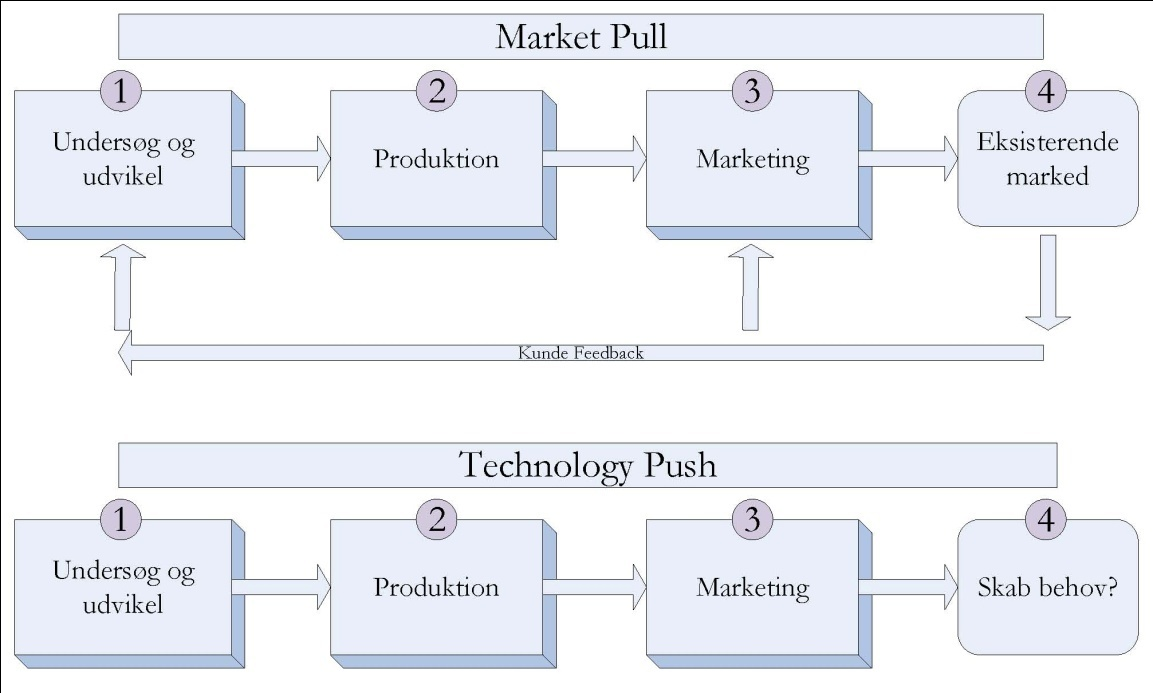 Market Pull
1
Undersøg og
udvikel
2
Produktion
3
Marketing
4
Eksisterende
marked
Kunde Feedback
Technology Push
1
Undersøg og
udvikel
2
Produktion
3
Marketing
4
Skab behov?